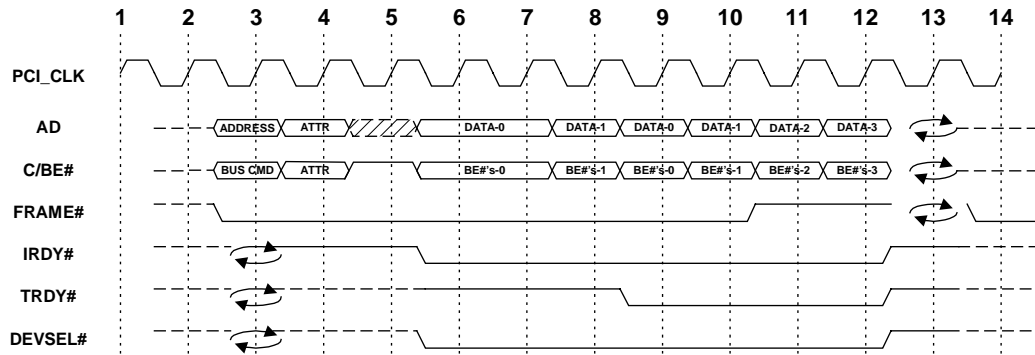 1 2 3 4 5 6 7 8 9 10 11 12 13 14
PCI_CLK
AD ADDRESS ATTR DATA-0 DATA-1 DATA-0 DATA-1 DATA-2 DATA-3
C/BE# BUS CMD ATTR BE#'s-0 BE#'s-1 BE#'s-0 BE#'s-1 BE#'s-2 BE#'s-3
FRAME#
IRDY#
TRDY#
DEVSEL#